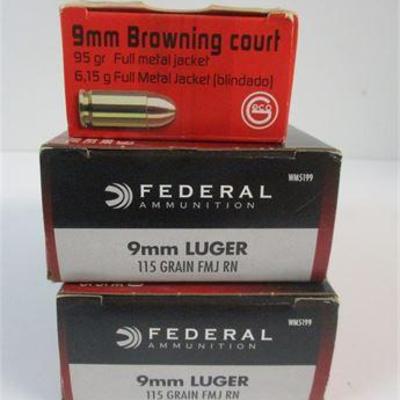 9mm Browning court
95 gr Full metal jacket
6,15 g Full Metal Jacket (blindado)
Geco
FEDERAL
AMMUNITION
WM5199
9mm LUGER
115 GRAIN FMJ RN
FEDERAL
AMMUNITION
WM5199
9mm LUGER
115 GRAIN FMJ RN